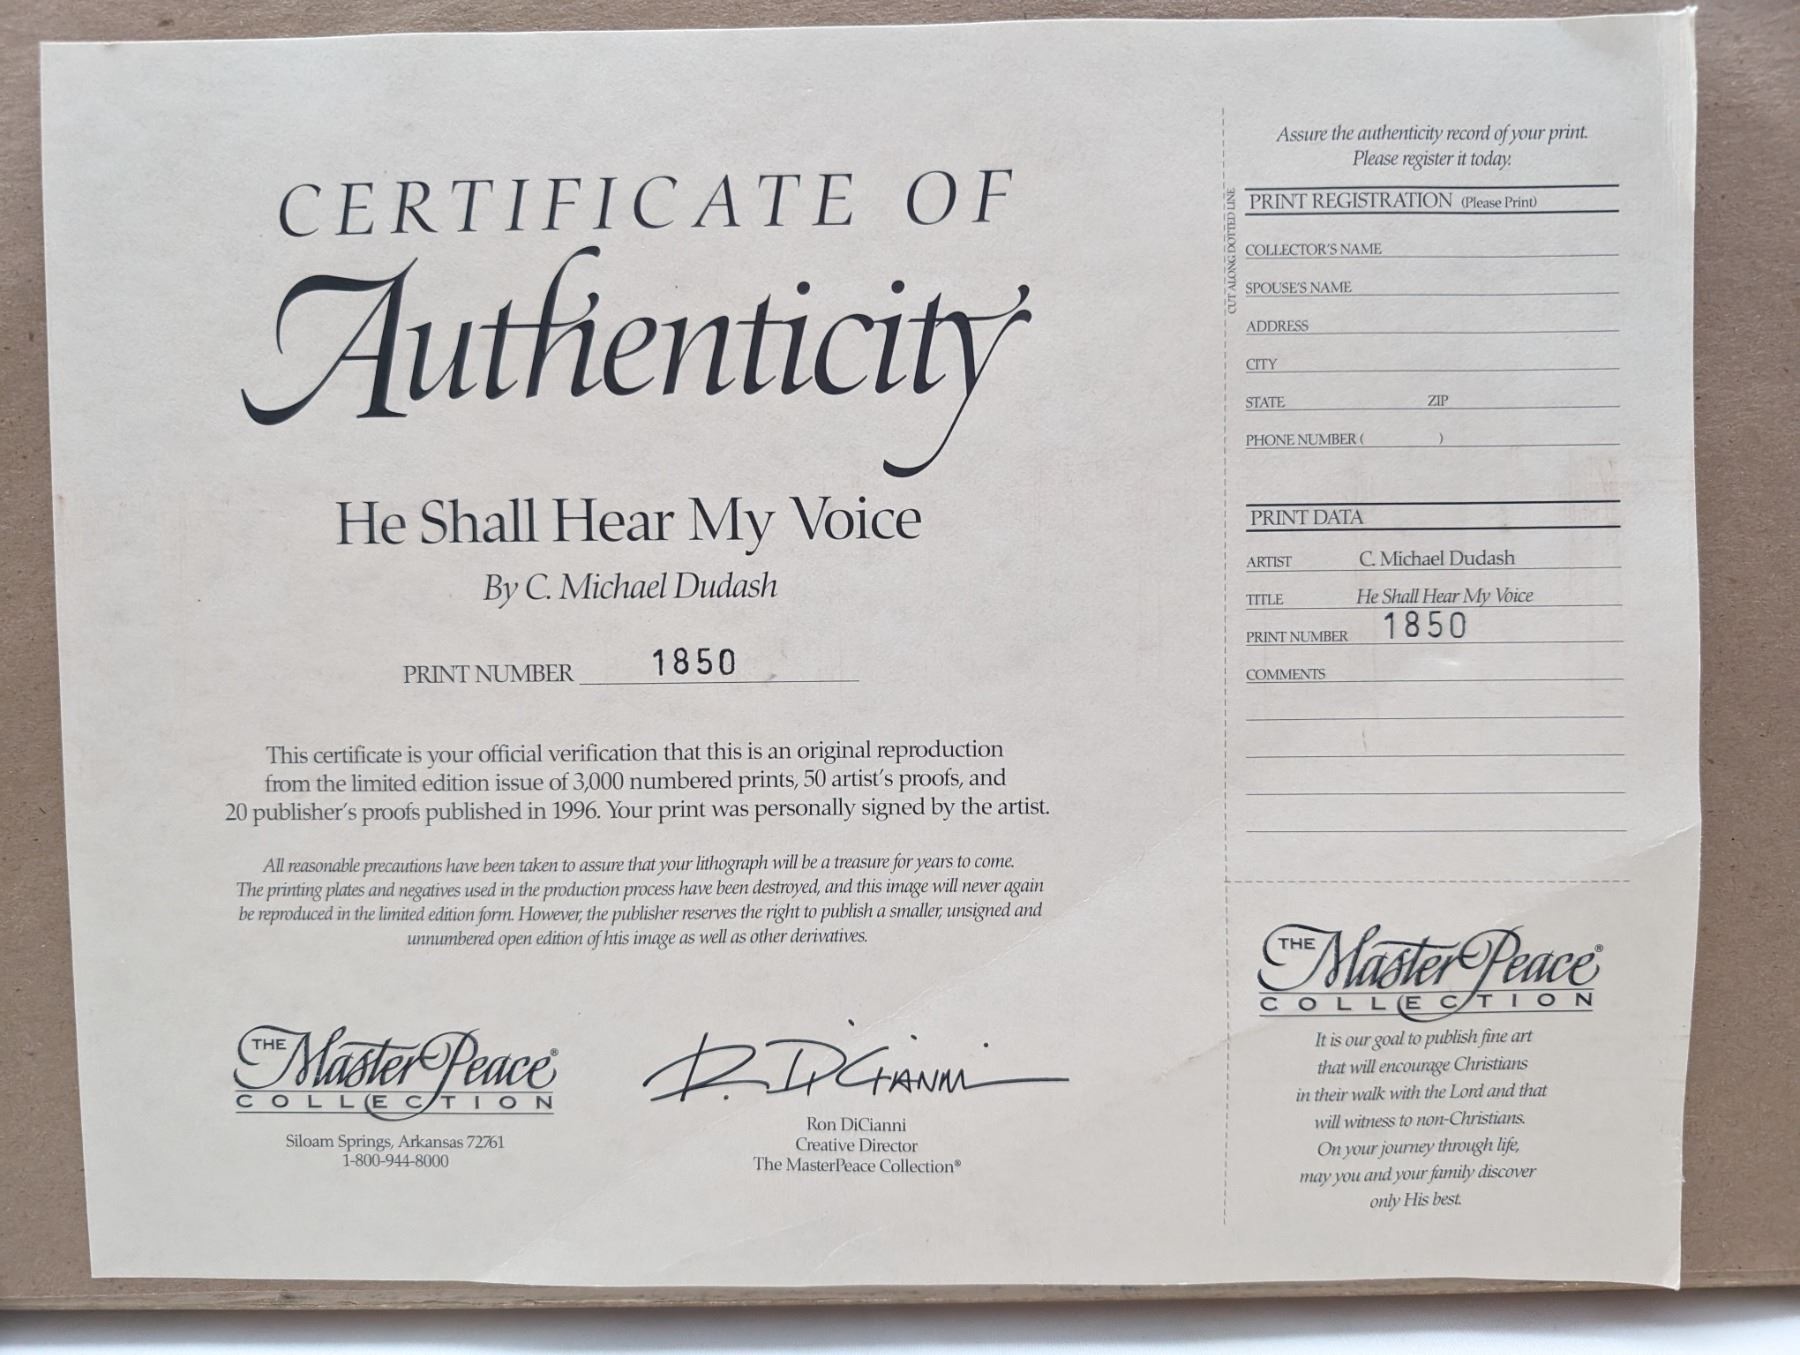 CERTIFICATE OF
Authenticity
He Shall Hear My Voice
By C. Michael Dudash
PRINT NUMBER 1850
This certificate is your official verification that this is an original reproduction
from the limited edition issue of 3,000 numbered prints, 50 artist's proofs, and
20 publisher's proofs published in 1996. Your print was personally signed by the artist.
All reasonable precautions have been taken to assure that your lithograph will be a treasure for years to come.
The printing plates and negatives used in the production process have been destroyed, and this image will never again
be reproduced in the limited edition form. However, the publisher reserves the right to publish a smaller, unsigned and
unnumbered open edition of htis image as well as other derivatives.
THE MasterPeace®
COLLECTION
Siloam Springs, Arkansas 72761
1-800-944-8000
R. DiCianni
Ron DiCianni
Creative Director
The MasterPeace Collection®
CUT ALONG DOTTED LINE
Assure the authenticity record of your print.
Please register it today.
PRINT REGISTRATION (Please Print)
COLLECTOR'S NAME
SPOUSE'S NAME
ADDRESS
CITY
STATE ZIP
PHONE NUMBER ( )
PRINT DATA
ARTIST C. Michael Dudash
TITLE He Shall Hear My Voice
PRINT NUMBER 1850
COMMENTS
THE MasterPeace®
COLLECTION
It is our goal to publish fine art
that will encourage Christians
in their walk with the Lord and that
will witness to non-Christians.
On your journey through life,
may you and your family discover
only His best.